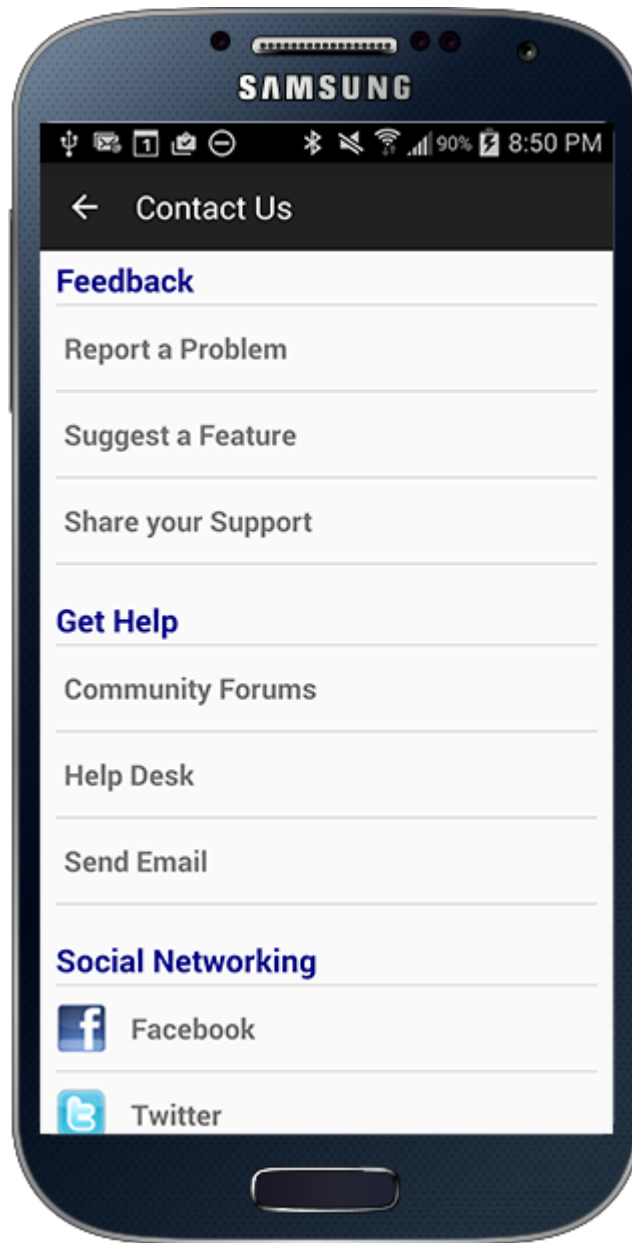 SAMSUNG
1 90% 8:50 PM
Contact Us
Feedback
Report a Problem
Suggest a Feature
Share your Support
Get Help
Community Forums
Help Desk
Send Email
Social Networking
f Facebook
t Twitter